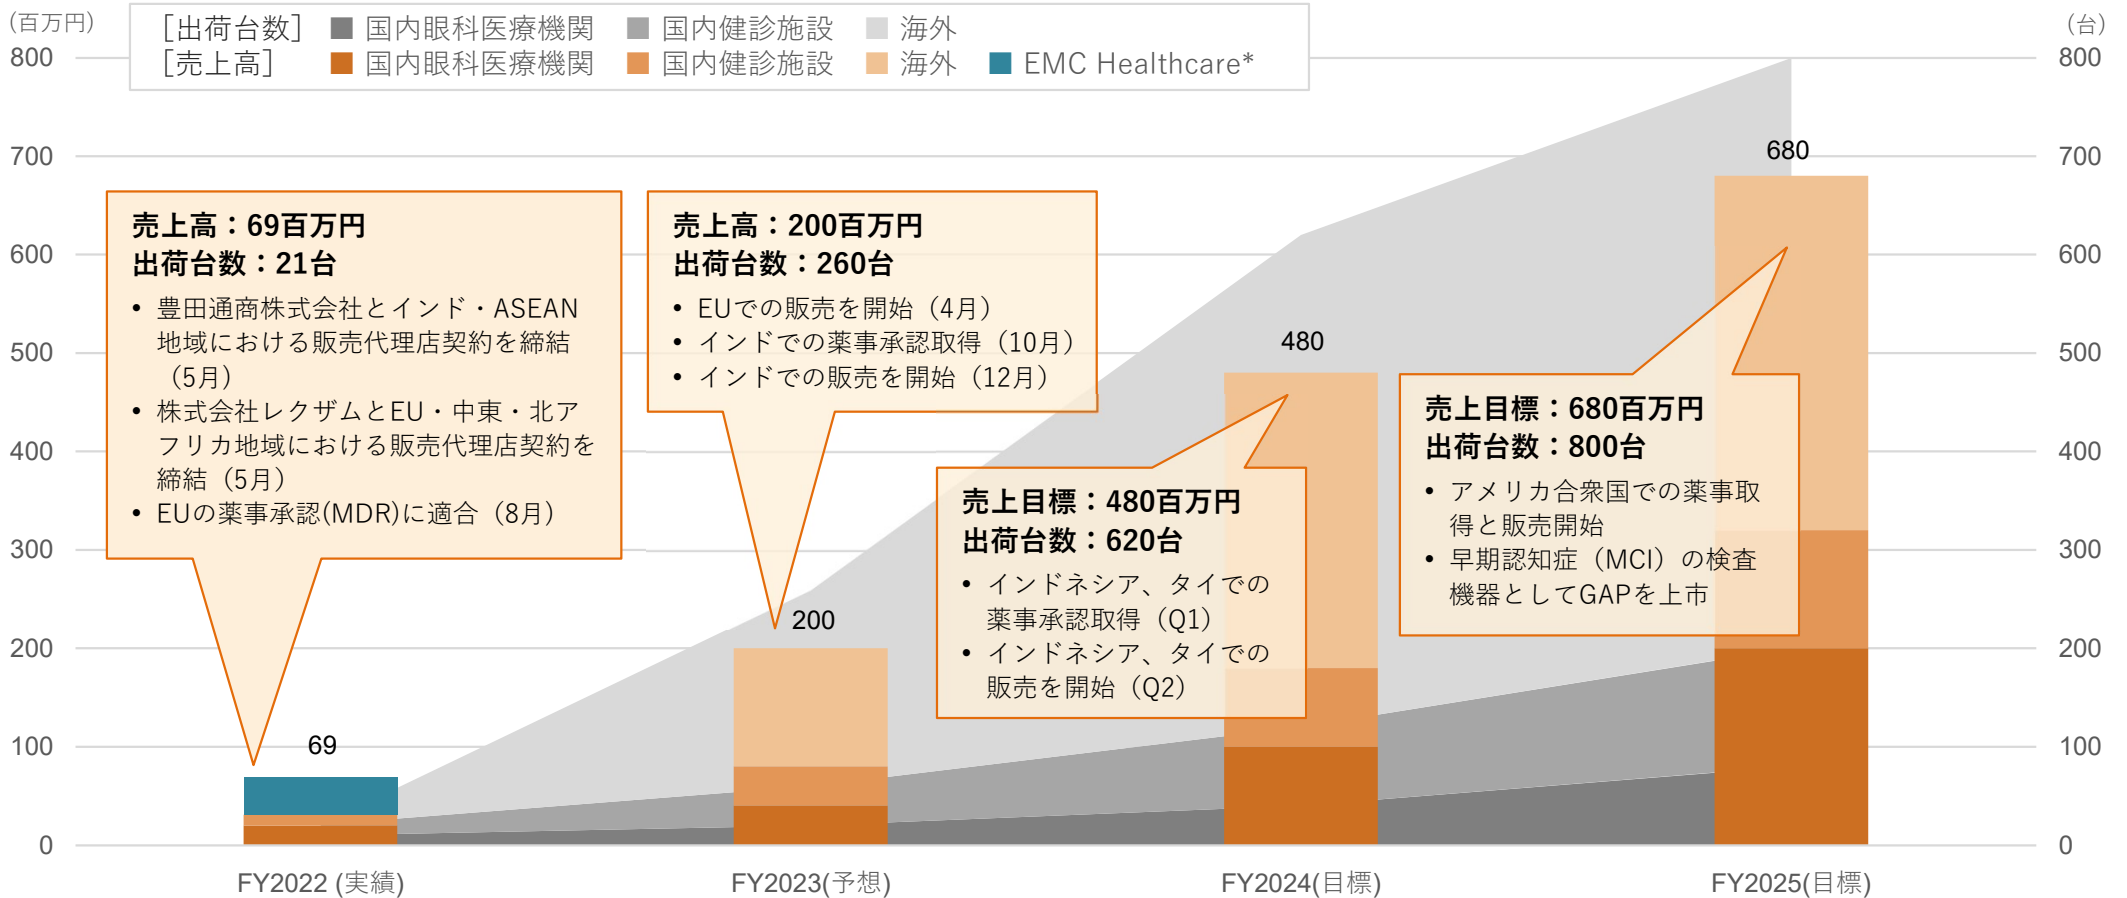 (百万円)
［出荷台数］ 国内眼科医療機関 国内健診施設 海外
［売上高］ 国内眼科医療機関 国内健診施設 海外 EMC Healthcare*
(台)
800
700
600
500
400
300
200
100
0
800
700
600
500
400
300
200
100
0
売上高：69百万円
出荷台数：21台
• 豊田通商株式会社とインド・ASEAN
地域における販売代理店契約を締結
（5月）
• 株式会社レクザムとEU・中東・北ア
フリカ地域における販売代理店契約を
締結（5月）
• EUの薬事承認(MDR)に適合（8月）
69
売上高：200百万円
出荷台数：260台
• EUでの販売を開始（4月）
• インドでの薬事承認取得（10月）
• インドでの販売を開始（12月）
200
480
売上目標：480百万円
出荷台数：620台
• インドネシア、タイでの
薬事承認取得（Q1）
• インドネシア、タイでの
販売を開始（Q2）
680
売上目標：680百万円
出荷台数：800台
• アメリカ合衆国での薬事取
得と販売開始
• 早期認知症（MCI）の検査
機器としてGAPを上市
FY2022 (実績)
FY2023(予想)
FY2024(目標)
FY2025(目標)